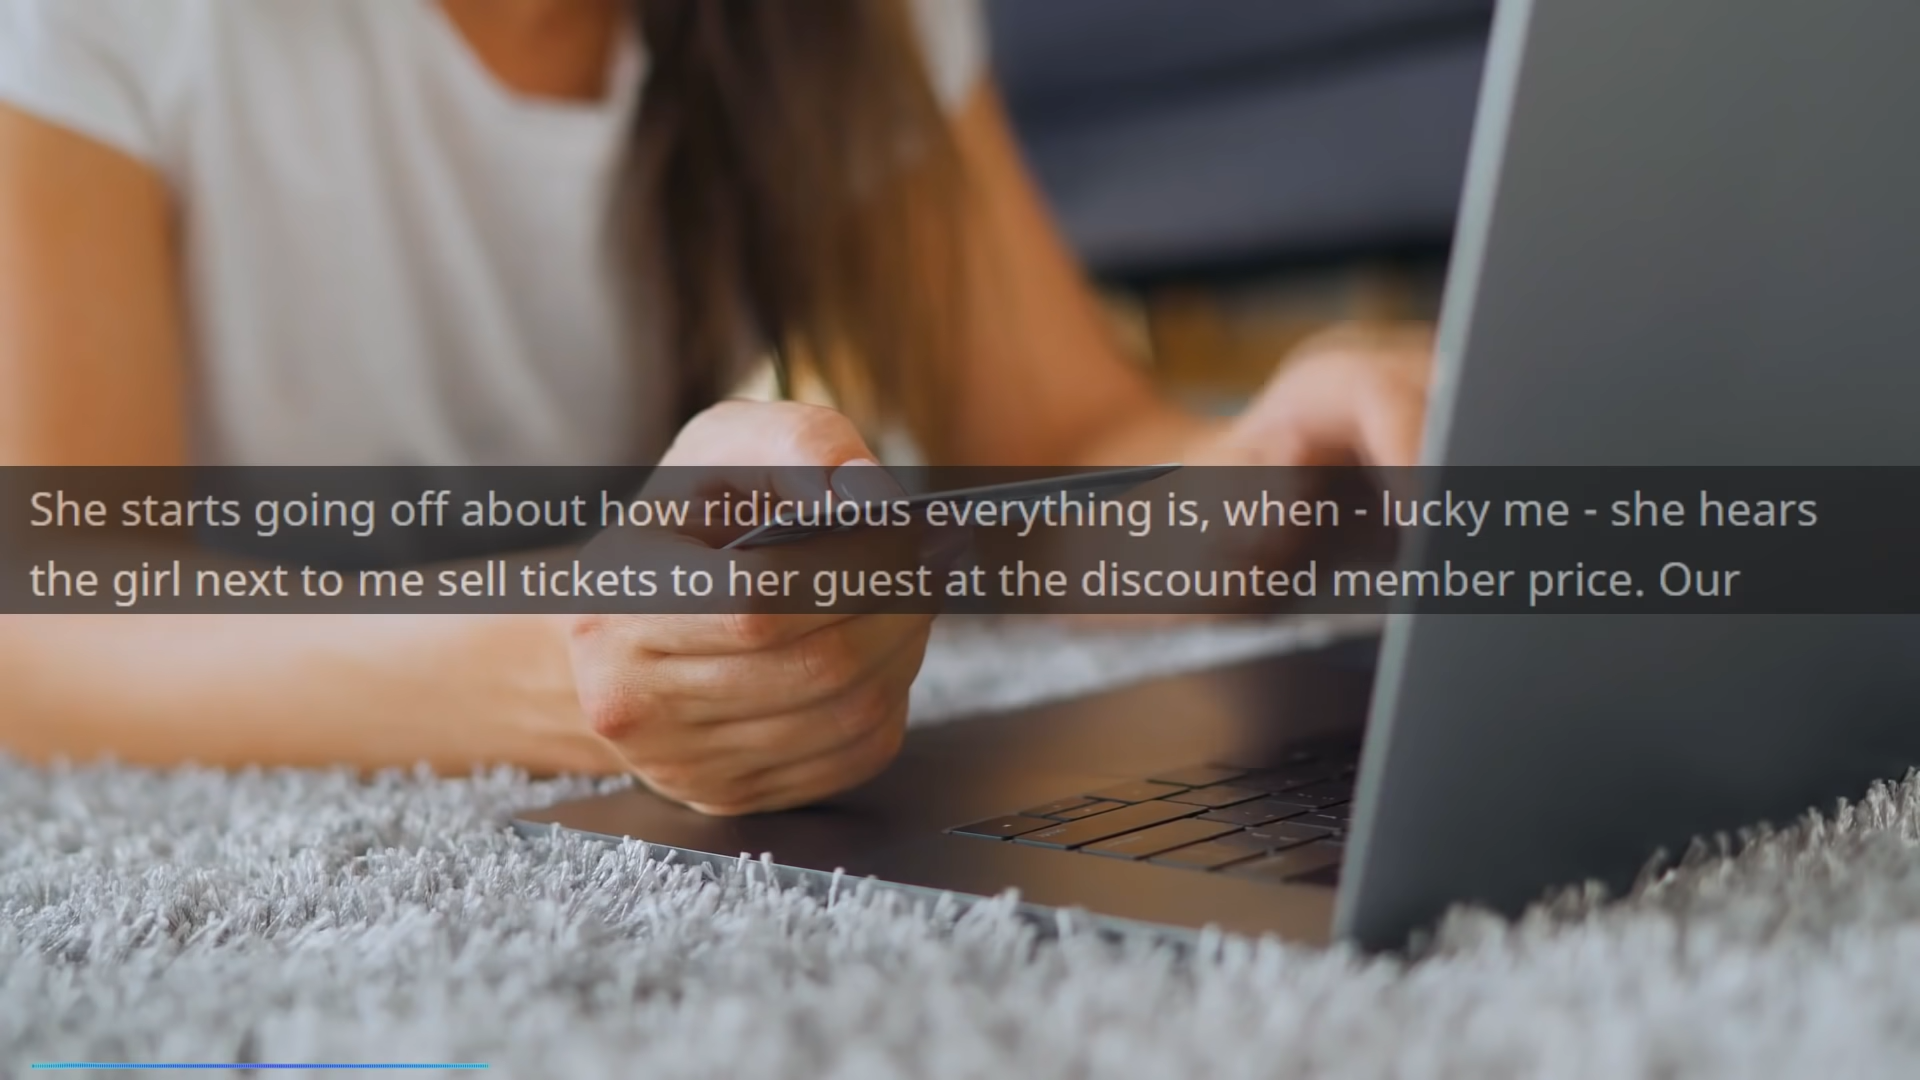 She starts going off about how ridiculous everything is, when - lucky me - she hears
the girl next to me sell tickets to her guest at the discounted member price. Our